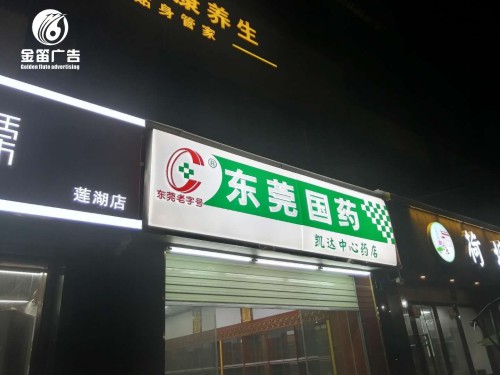 金笛广告
Golden flute advertising
康养生
贴身管家
莲湖店
®
东莞老字号
东莞国药
凯达中心药店